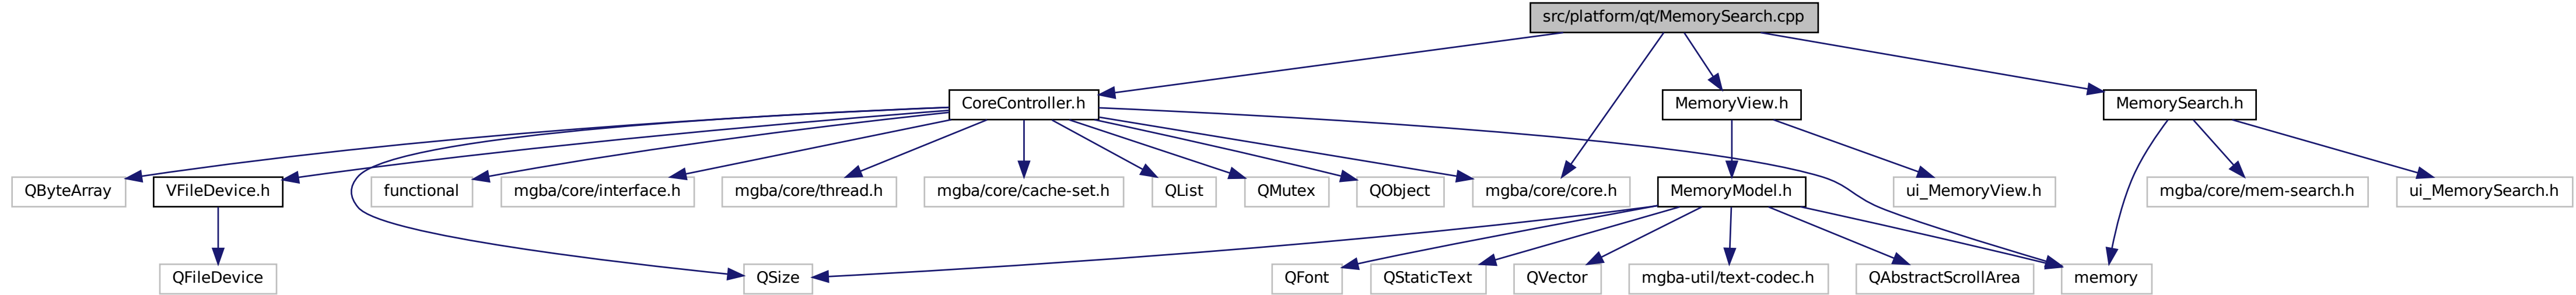 src/platform/qt/MemorySearch.cpp
CoreController.h
MemoryView.h
MemorySearch.h
QByteArray
VFileDevice.h
functional
mgba/core/interface.h
mgba/core/thread.h
mgba/core/cache-set.h
QList
QMutex
QObject
mgba/core/core.h
MemoryModel.h
ui_MemoryView.h
mgba/core/mem-search.h
ui_MemorySearch.h
QFileDevice
QSize
QFont
QStaticText
QVector
mgba-util/text-codec.h
QAbstractScrollArea
memory